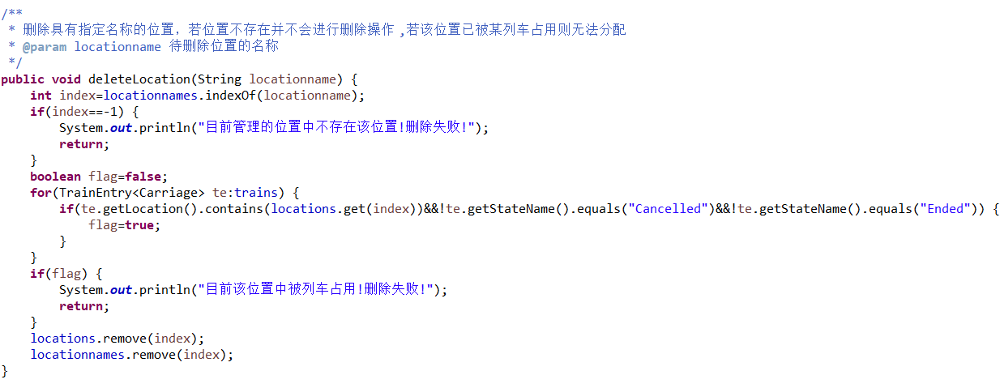 /**
 * 删除具有指定名称的位置，若位置不存在并不会进行删除操作 ,若该位置已被某列车占用则无法分配
 * @param locationname 待删除位置的名称
 */
public void deleteLocation(String locationname) {
    int index=locationnames.indexOf(locationname);
    if(index==-1) {
        System.out.println("目前管理的位置中不存在该位置!删除失败!");
        return;
    }
    boolean flag=false;
    for(TrainEntry<Carriage> te:trains) {
        if(te.getLocation().contains(locations.get(index))&&!te.getStateName().equals("Cancelled")&&!te.getStateName().equals("Ended")) {
            flag=true;
        }
    }
    if(flag) {
        System.out.println("目前该位置中被列车占用!删除失败!");
        return;
    }
    locations.remove(index);
    locationnames.remove(index);
}